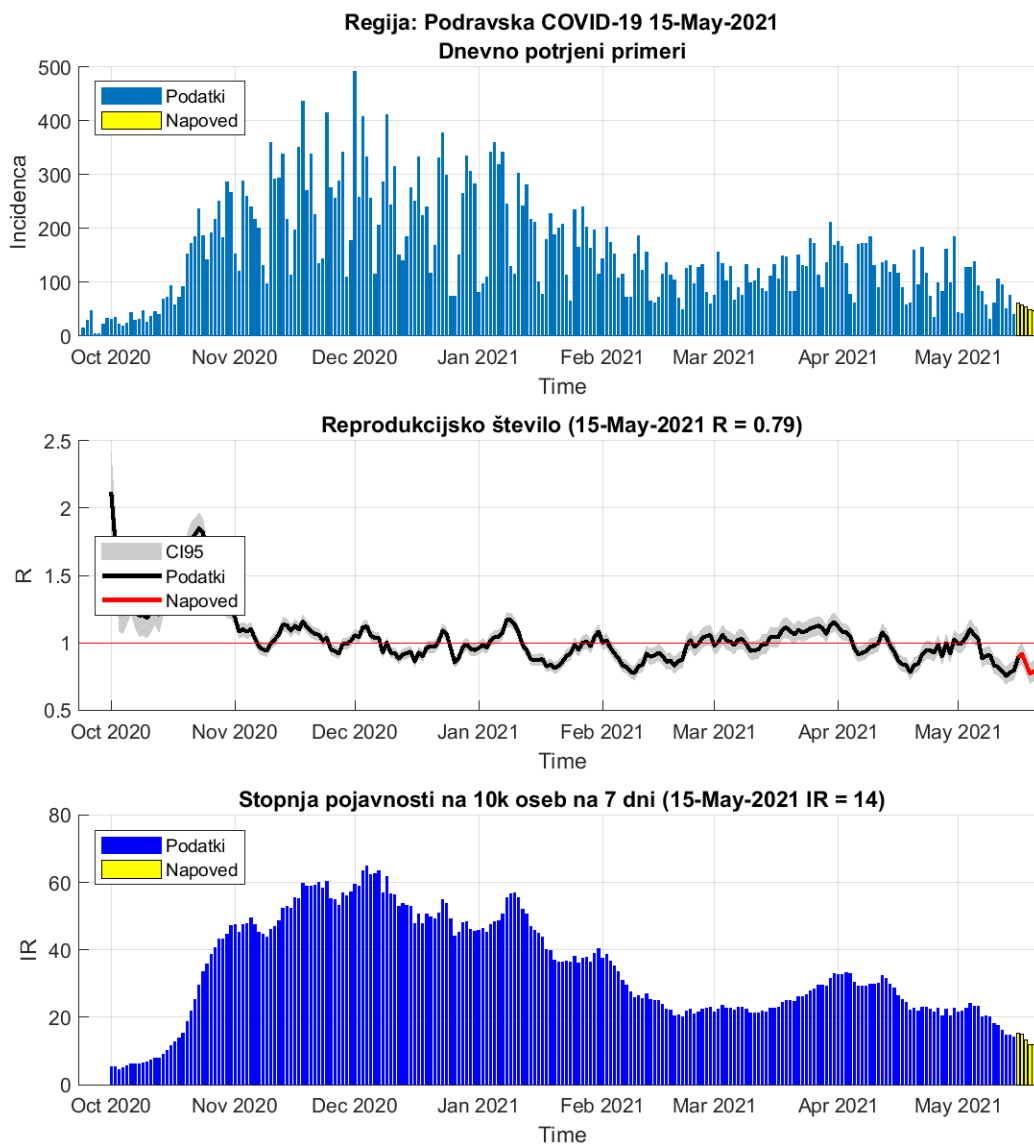 Regija: Podravska COVID-19 15-May-2021
Dnevno potrjeni primeri
500
400
300
200
100
0
Incidenca
Podatki
Napoved
Oct 2020 Nov 2020 Dec 2020 Jan 2021 Feb 2021 Mar 2021 Apr 2021 May 2021
Time
Reprodukcijsko število (15-May-2021 R = 0.79)
2.5
2
1.5
1
0.5
R
CI95
Podatki
Napoved
Oct 2020 Nov 2020 Dec 2020 Jan 2021 Feb 2021 Mar 2021 Apr 2021 May 2021
Time
Stopnja pojavnosti na 10k oseb na 7 dni (15-May-2021 IR = 14)
80
60
40
20
0
IR
Podatki
Napoved
Oct 2020 Nov 2020 Dec 2020 Jan 2021 Feb 2021 Mar 2021 Apr 2021 May 2021
Time